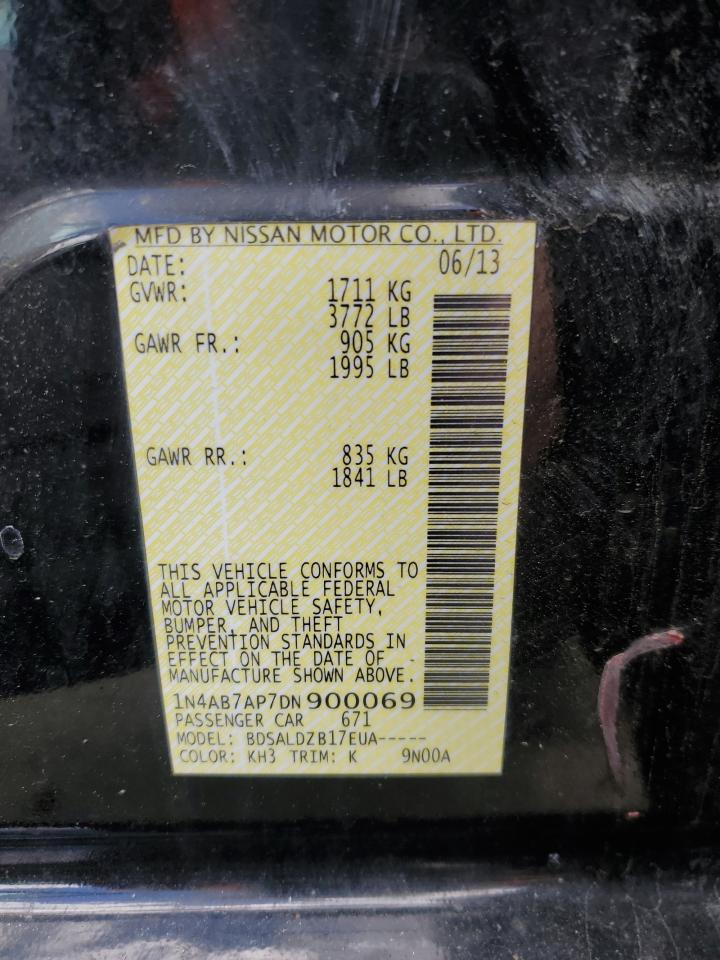 MFD BY NISSAN MOTOR CO., LTD.
DATE: 06/13
GVWR: 1711 KG
3772 LB
GAWR FR.: 905 KG
1995 LB
GAWR RR.: 835 KG
1841 LB
THIS VEHICLE CONFORMS TO
ALL APPLICABLE FEDERAL
MOTOR VEHICLE SAFETY,
BUMPER, AND THEFT
PREVENTION STANDARDS IN
EFFECT ON THE DATE OF
MANUFACTURE SHOWN ABOVE.
1N4AB7AP7DN900069
PASSENGER CAR 671
MODEL: BDSALDZB17EUA-----
COLOR: KH3 TRIM: K 9N00A